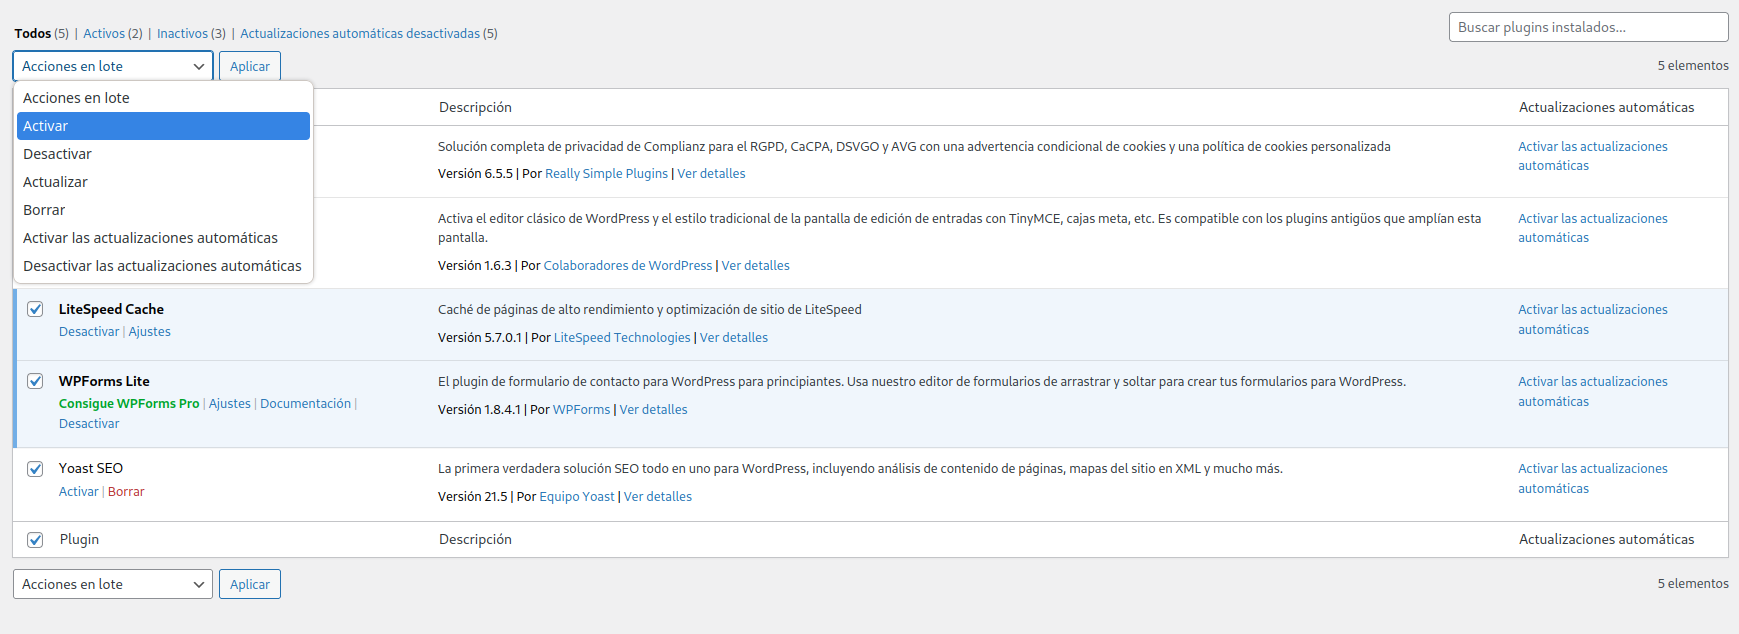 Todos (5) | Activos (2) | Inactivos (3) | Actualizaciones automáticas desactivadas (5)
Buscar plugins instalados...
Acciones en lote
Aplicar
5 elementos
Acciones en lote
Activar
Desactivar
Actualizar
Borrar
Activar las actualizaciones automáticas
Desactivar las actualizaciones automáticas
Descripción
Actualizaciones automáticas
Solución completa de privacidad de Complianz para el RGPD, CaCPA, DSVGO y AVG con una advertencia condicional de cookies y una política de cookies personalizada
Versión 6.5.5 | Por Really Simple Plugins | Ver detalles
Activar las actualizaciones
automáticas
Activa el editor clásico de WordPress y el estilo tradicional de la pantalla de edición de entradas con TinyMCE, cajas meta, etc. Es compatible con los plugins antigüos que amplían esta
pantalla.
Versión 1.6.3 | Por Colaboradores de WordPress | Ver detalles
Activar las actualizaciones
automáticas
LiteSpeed Cache
Desactivar | Ajustes
Caché de páginas de alto rendimiento y optimización de sitio de LiteSpeed
Versión 5.7.0.1 | Por LiteSpeed Technologies | Ver detalles
Activar las actualizaciones
automáticas
WPForms Lite
Consigue WPForms Pro | Ajustes | Documentación |
Desactivar
El plugin de formulario de contacto para WordPress para principiantes. Usa nuestro editor de formularios de arrastrar y soltar para crear tus formularios para WordPress.
Versión 1.8.4.1 | Por WPForms | Ver detalles
Activar las actualizaciones
automáticas
Yoast SEO
Activar | Borrar
La primera verdadera solución SEO todo en uno para WordPress, incluyendo análisis de contenido de páginas, mapas del sitio en XML y mucho más.
Versión 21.5 | Por Equipo Yoast | Ver detalles
Activar las actualizaciones
automáticas
Plugin
Descripción
Actualizaciones automáticas
Acciones en lote
Aplicar
5 elementos